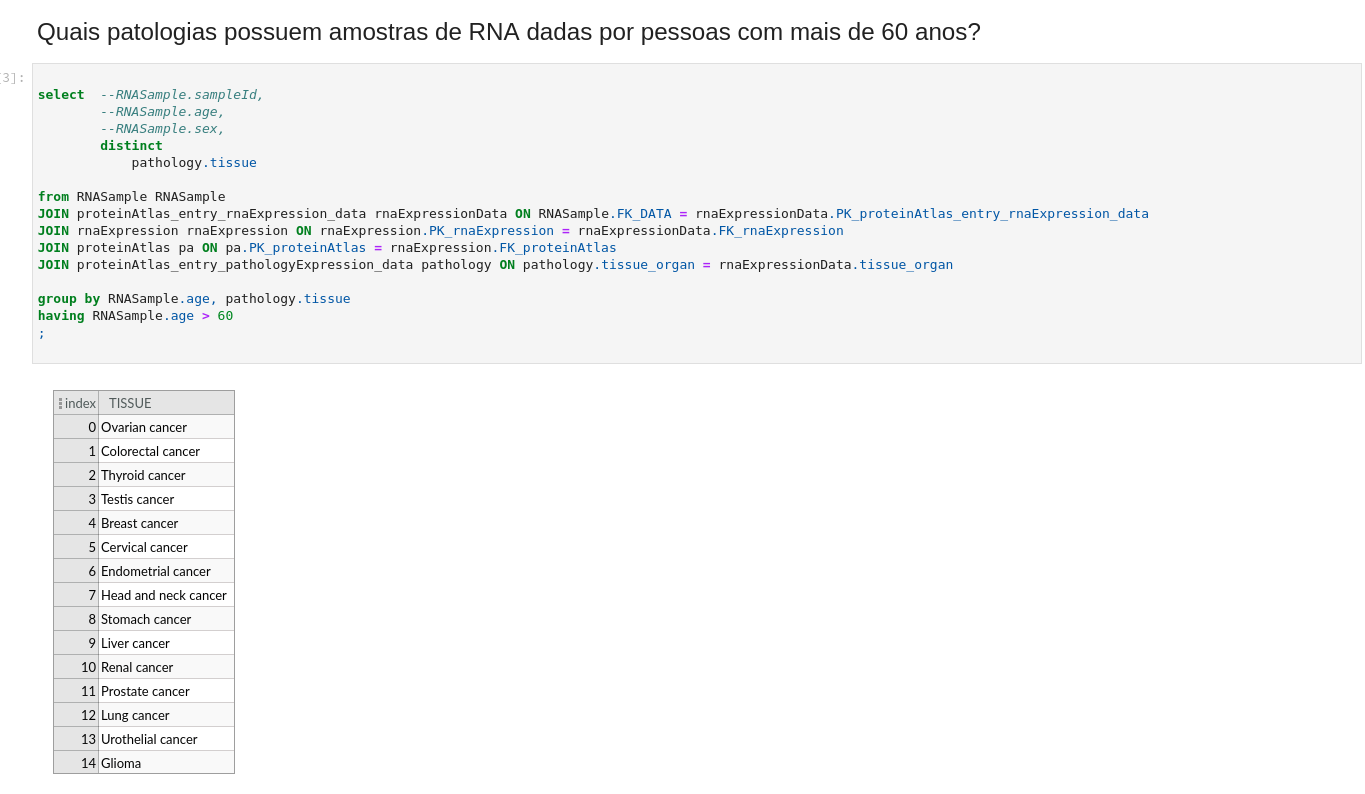 Quais patologias possuem amostras de RNA dadas por pessoas com mais de 60 anos?
[3]:
select  --RNASample.sampleId,
        --RNASample.age,
        --RNASample.sex,
        distinct
            pathology.tissue
from RNASample RNASample
JOIN proteinAtlas_entry_rnaExpression_data rnaExpressionData ON RNASample.FK_DATA = rnaExpressionData.PK_proteinAtlas_entry_rnaExpression_data
JOIN rnaExpression rnaExpression ON rnaExpression.PK_rnaExpression = rnaExpressionData.FK_rnaExpression
JOIN proteinAtlas pa ON pa.PK_proteinAtlas = rnaExpression.FK_proteinAtlas
JOIN proteinAtlas_entry_pathologyExpression_data pathology ON pathology.tissue_organ = rnaExpressionData.tissue_organ
group by RNASample.age, pathology.tissue
having RNASample.age > 60
;
index TISSUE
0 Ovarian cancer
1 Colorectal cancer
2 Thyroid cancer
3 Testis cancer
4 Breast cancer
5 Cervical cancer
6 Endometrial cancer
7 Head and neck cancer
8 Stomach cancer
9 Liver cancer
10 Renal cancer
11 Prostate cancer
12 Lung cancer
13 Urothelial cancer
14 Glioma